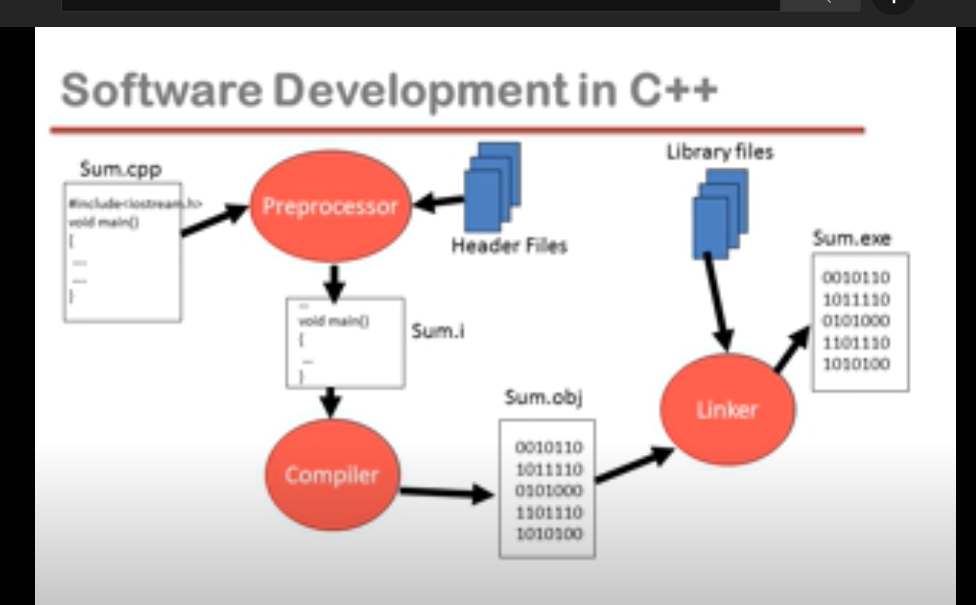 Software Development in C++
Sum.cpp
#include<iostream.h>
void main()
{
....
....
}
Preprocessor
Header Files
Library files
Sum.exe
0010110
1011110
0101000
1101110
1010100
...
void main()
{
...
}
Sum.i
Sum.obj
0010110
1011110
0101000
1101110
1010100
Compiler
Linker